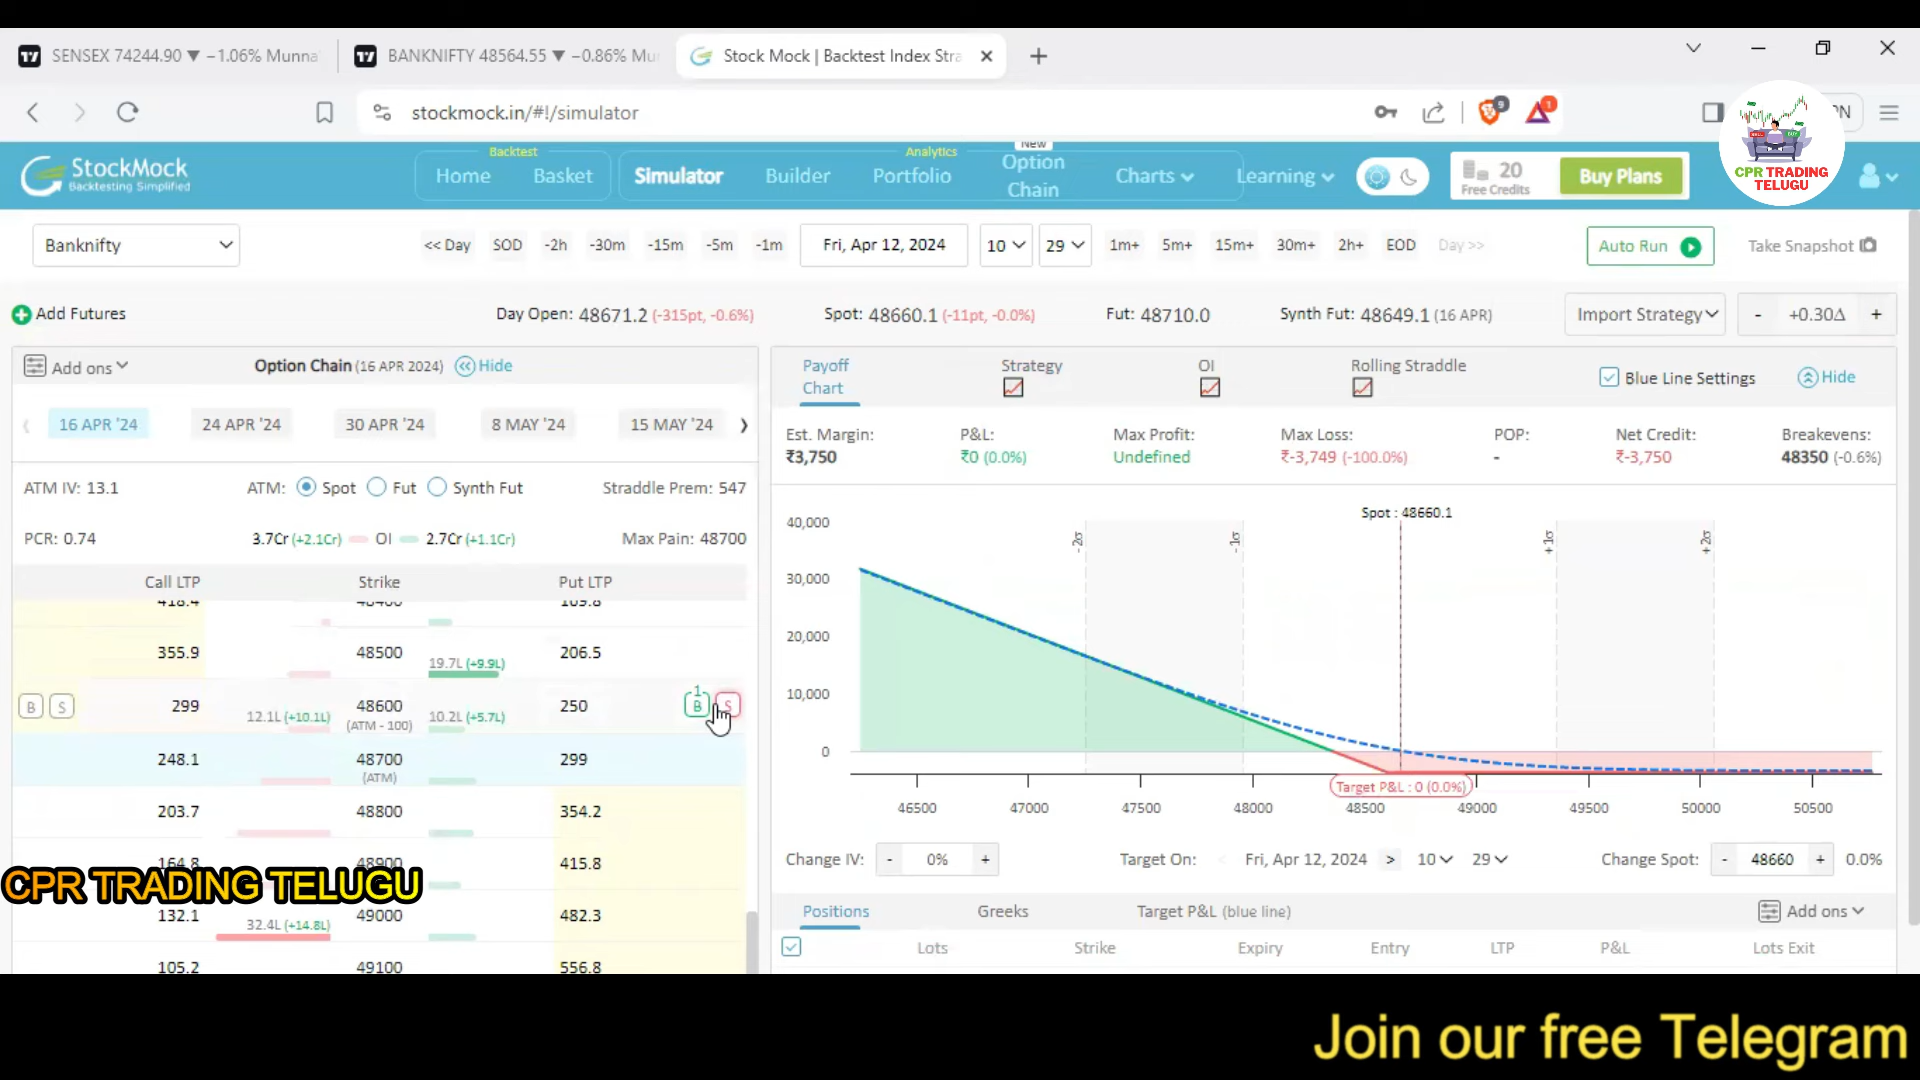 SENSEX 74244.90 ▼ −1.06% Munna
BANKNIFTY 48564.55 ▼ −0.86% Mu
Stock Mock | Backtest Index Stra
stockmock.in/#!/simulator
9
1
StockMock
Backtesting Simplified
Backtest
Home
Basket
Simulator
Builder
Analytics
Portfolio
New
Option
Chain
Charts
Learning
20
Free Credits
Buy Plans
CPR TRADING
TELUGU
Banknifty
<< Day SOD -2h -30m -15m -5m -1m Fri, Apr 12, 2024 10 29 1m+ 5m+ 15m+ 30m+ 2h+ EOD Day >>
Auto Run
Take Snapshot
Add Futures
Day Open: 48671.2 (-315pt, -0.6%)
Spot: 48660.1 (-11pt, -0.0%)
Fut: 48710.0
Synth Fut: 48649.1 (16 APR)
Import Strategy
- +0.30Δ +
Add ons
Option Chain (16 APR 2024) Hide
16 APR '24 24 APR '24 30 APR '24 8 MAY '24 15 MAY '24
ATM IV: 13.1 ATM: Spot Fut Synth Fut Straddle Prem: 547
PCR: 0.74 3.7Cr (+2.1Cr) OI 2.7Cr (+1.1Cr) Max Pain: 48700
Call LTP Strike Put LTP
418.4 48400
355.9 48500 19.7L (+9.9L) 206.5
B S 299 12.1L (+10.1L) 48600 10.2L (+5.7L) 250 1 B S
(ATM - 100)
248.1 48700 299
(ATM)
203.7 48800 354.2
164.8 48900 415.8
132.1 32.4L (+14.8L) 49000 482.3
105.2 49100 556.8
Payoff
Chart
Strategy
OI
Rolling Straddle
Blue Line Settings
Hide
Est. Margin: P&L: Max Profit: Max Loss: POP: Net Credit: Breakevens:
₹3,750 ₹0 (0.0%) Undefined ₹-3,749 (-100.0%) - ₹-3,750 48350 (-0.6%)
Spot : 48660.1
40,000
30,000
20,000
10,000
0
-2σ -1σ +1σ +2σ
Target P&L : 0 (0.0%)
46500 47000 47500 48000 48500 49000 49500 50000 50500
Change IV: - 0% + Target On: < Fri, Apr 12, 2024 > 10 29 Change Spot: - 48660 + 0.0%
Positions Greeks Target P&L (blue line) Add ons
Lots Strike Expiry Entry LTP P&L Lots Exit
CPR TRADING TELUGU
Join our free Telegram